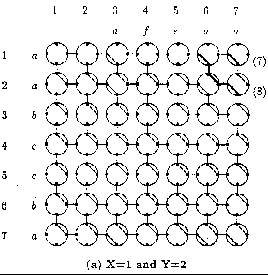 1 2 3 4 5 6 7
a f c a a
1 a (7)
2 a (8)
3 b
4 c
5 c
6 b
7 a
(a) X=1 and Y=2